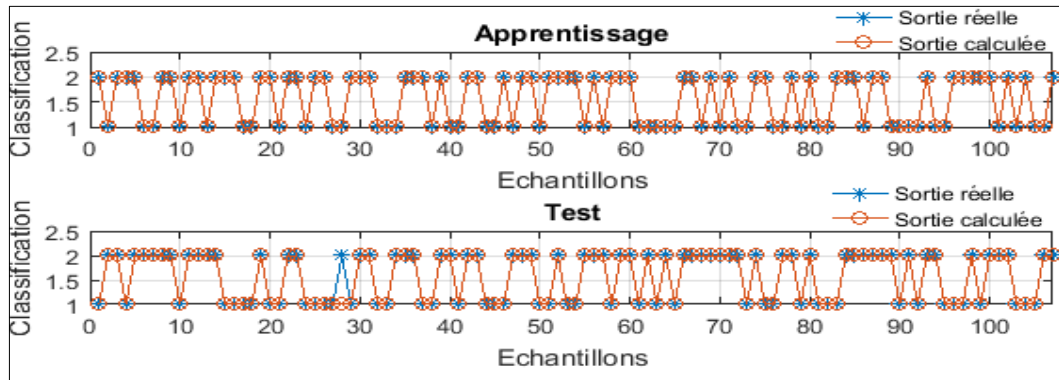 Apprentissage
Sortie réelle
Sortie calculée
Classification
2.5
2
1.5
1
0 10 20 30 40 50 60 70 80 90 100
Echantillons
Test
Sortie réelle
Sortie calculée
Classification
2.5
2
1.5
1
0 10 20 30 40 50 60 70 80 90 100
Echantillons